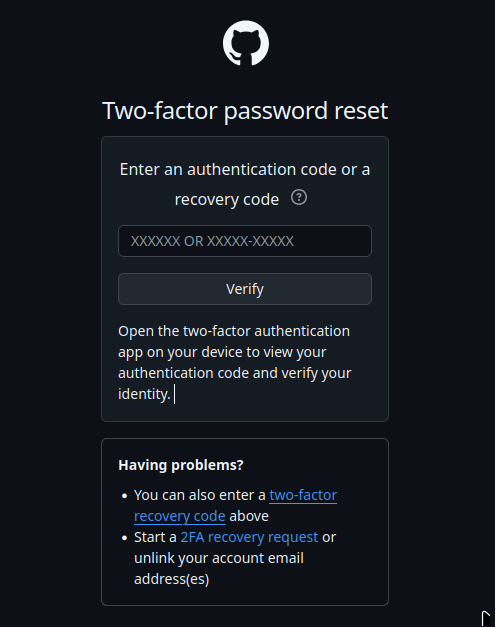 Two-factor password reset
Enter an authentication code or a
recovery code
XXXXXX OR XXXXX-XXXXX
Verify
Open the two-factor authentication
app on your device to view your
authentication code and verify your
identity.
Having problems?
• You can also enter a two-factor
recovery code above
• Start a 2FA recovery request or
unlink your account email
address(es)